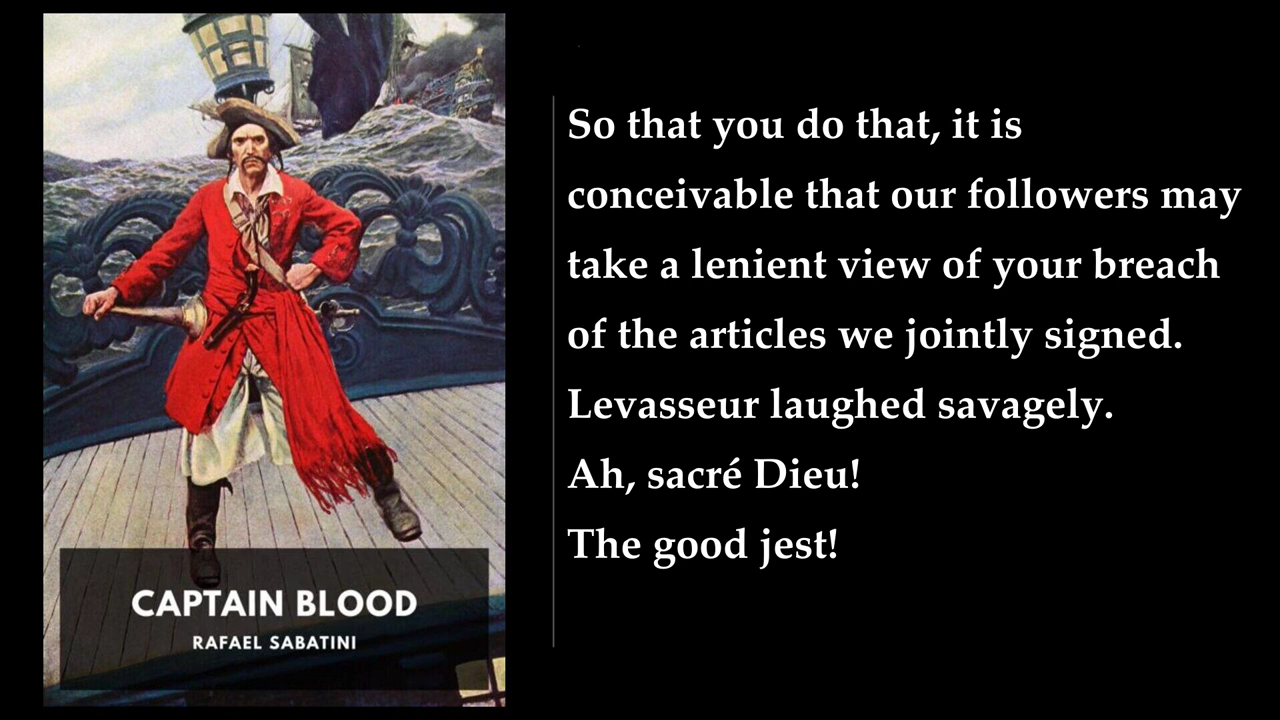 CAPTAIN BLOOD
RAFAEL SABATINI
So that you do that, it is
conceivable that our followers may
take a lenient view of your breach
of the articles we jointly signed.
Levasseur laughed savagely.
Ah, sacré Dieu!
The good jest!